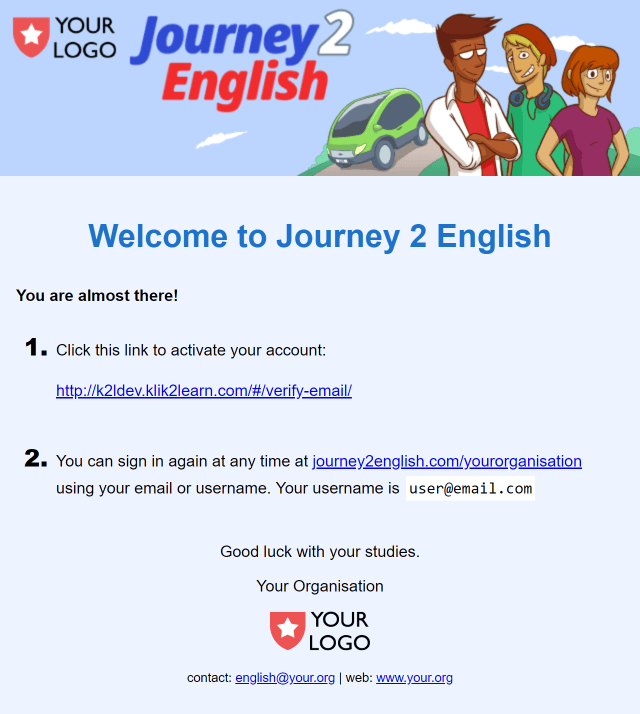 YOUR
LOGO
Journey 2
English
Welcome to Journey 2 English
You are almost there!
1. Click this link to activate your account:
http://k2ldev.klik2learn.com/#/verify-email/
2. You can sign in again at any time at journey2english.com/yourorganisation
using your email or username. Your username is user@email.com
Good luck with your studies.
Your Organisation
YOUR
LOGO
contact: english@your.org | web: www.your.org